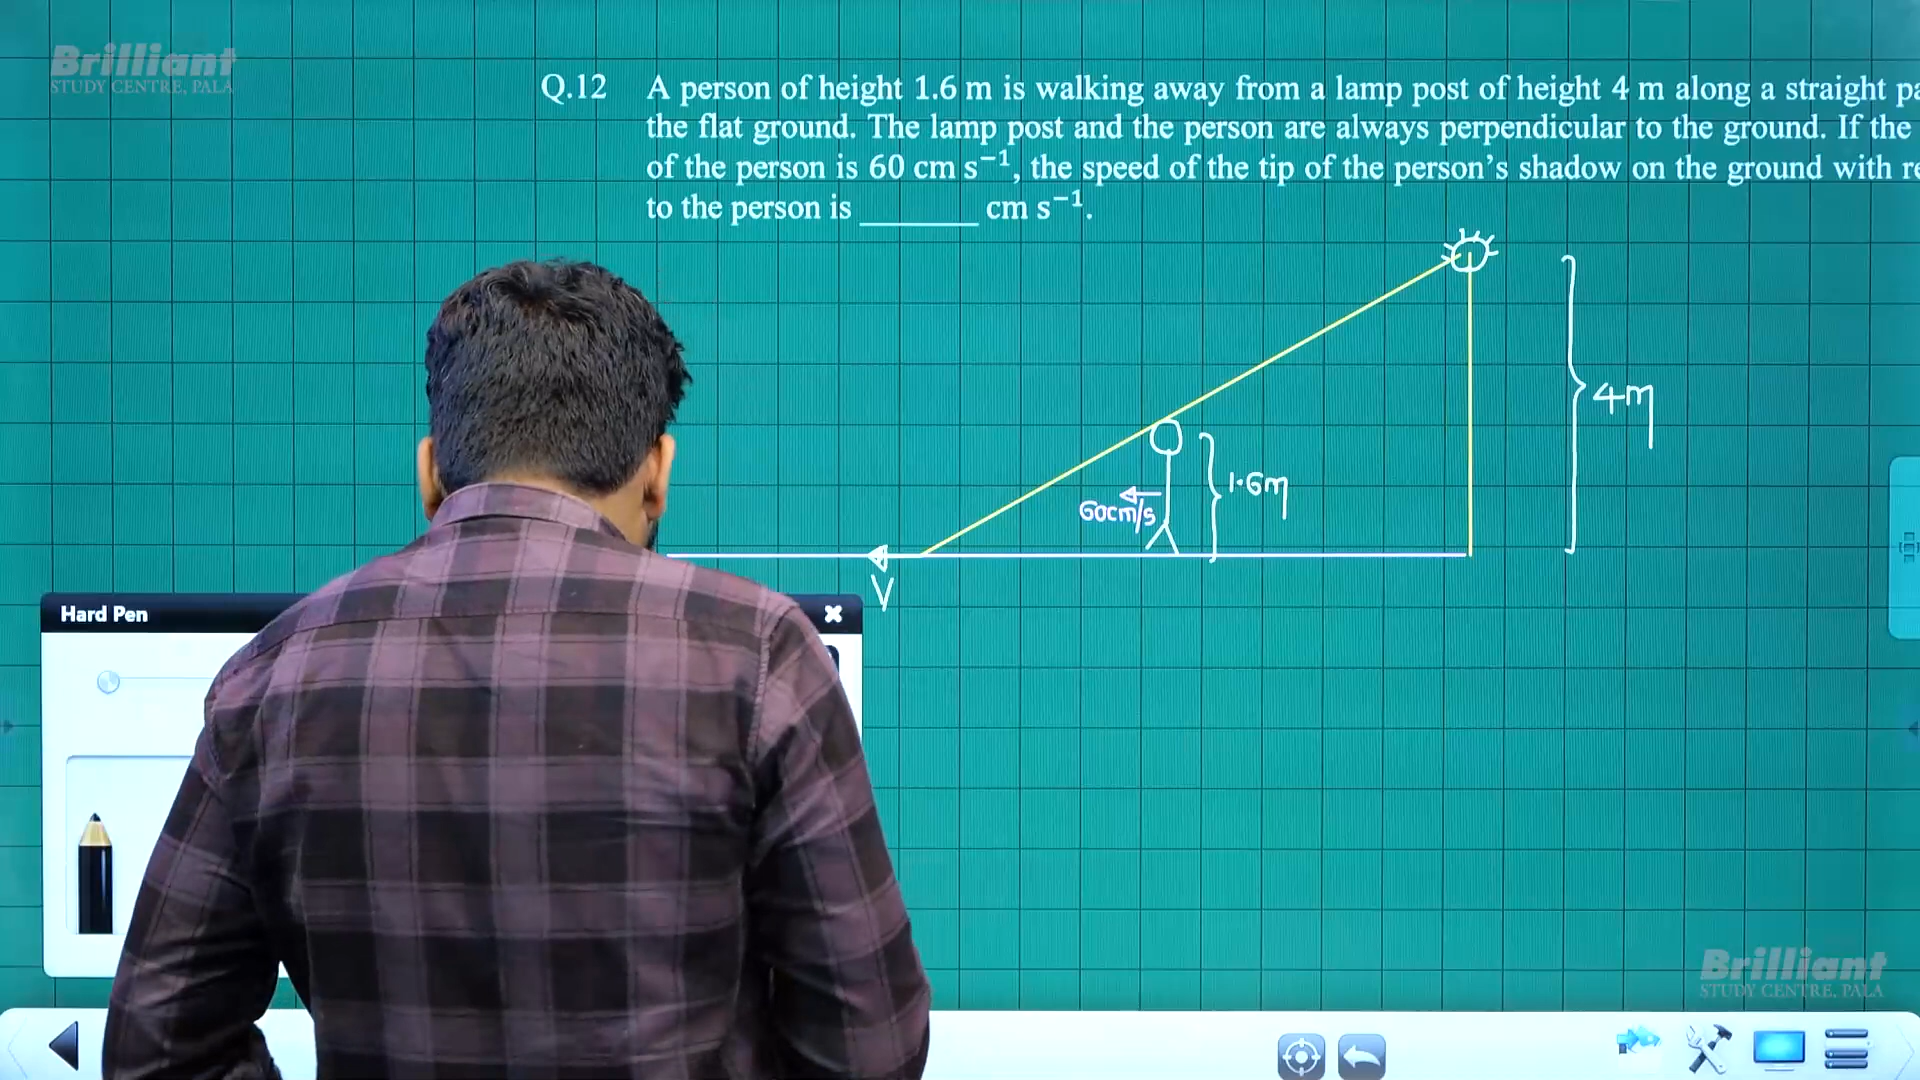 Brilliant
STUDY CENTRE, PALA
Q.12 A person of height 1.6 m is walking away from a lamp post of height 4 m along a straight pa
the flat ground. The lamp post and the person are always perpendicular to the ground. If the
of the person is 60 cm s⁻¹, the speed of the tip of the person's shadow on the ground with re
to the person is ________ cm s⁻¹.
4m
1.6m
60cm/s
V
Hard Pen
Brilliant
STUDY CENTRE, PALA